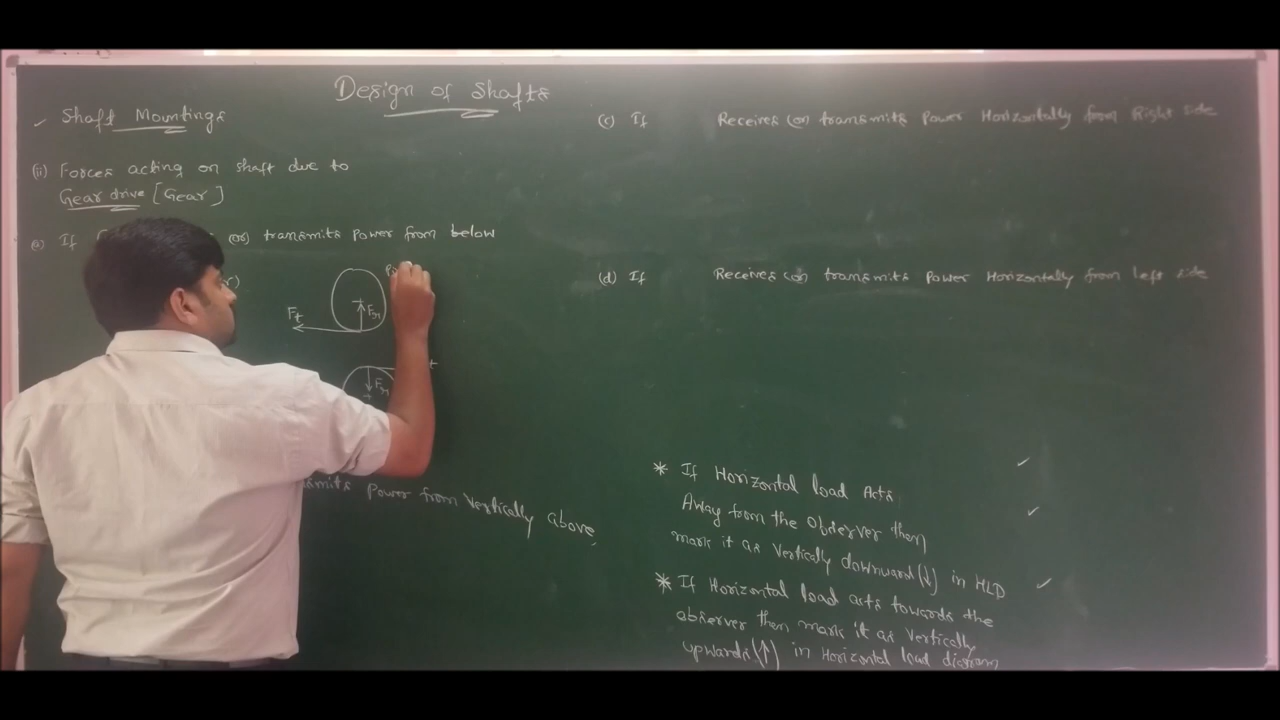 Design of Shafts
Shaft Mountings
(ii) Forces acting on shaft due to
Gear drive [Gear]
If
(or) transmits Power from below
Ft
Fr
Fr
Power from Vertically above
(c) If Receives (or) transmits Power Horizontally from Right side
(d) If Receives (or) transmits Power Horizontally from left side
* If Horizontal load Acts
Away from the Observer then
mark it as Vertically downward (↓) in HLD
* If Horizontal load acts towards the
observer then mark it as Vertically
upwards (↑) in Horizontal load diagram